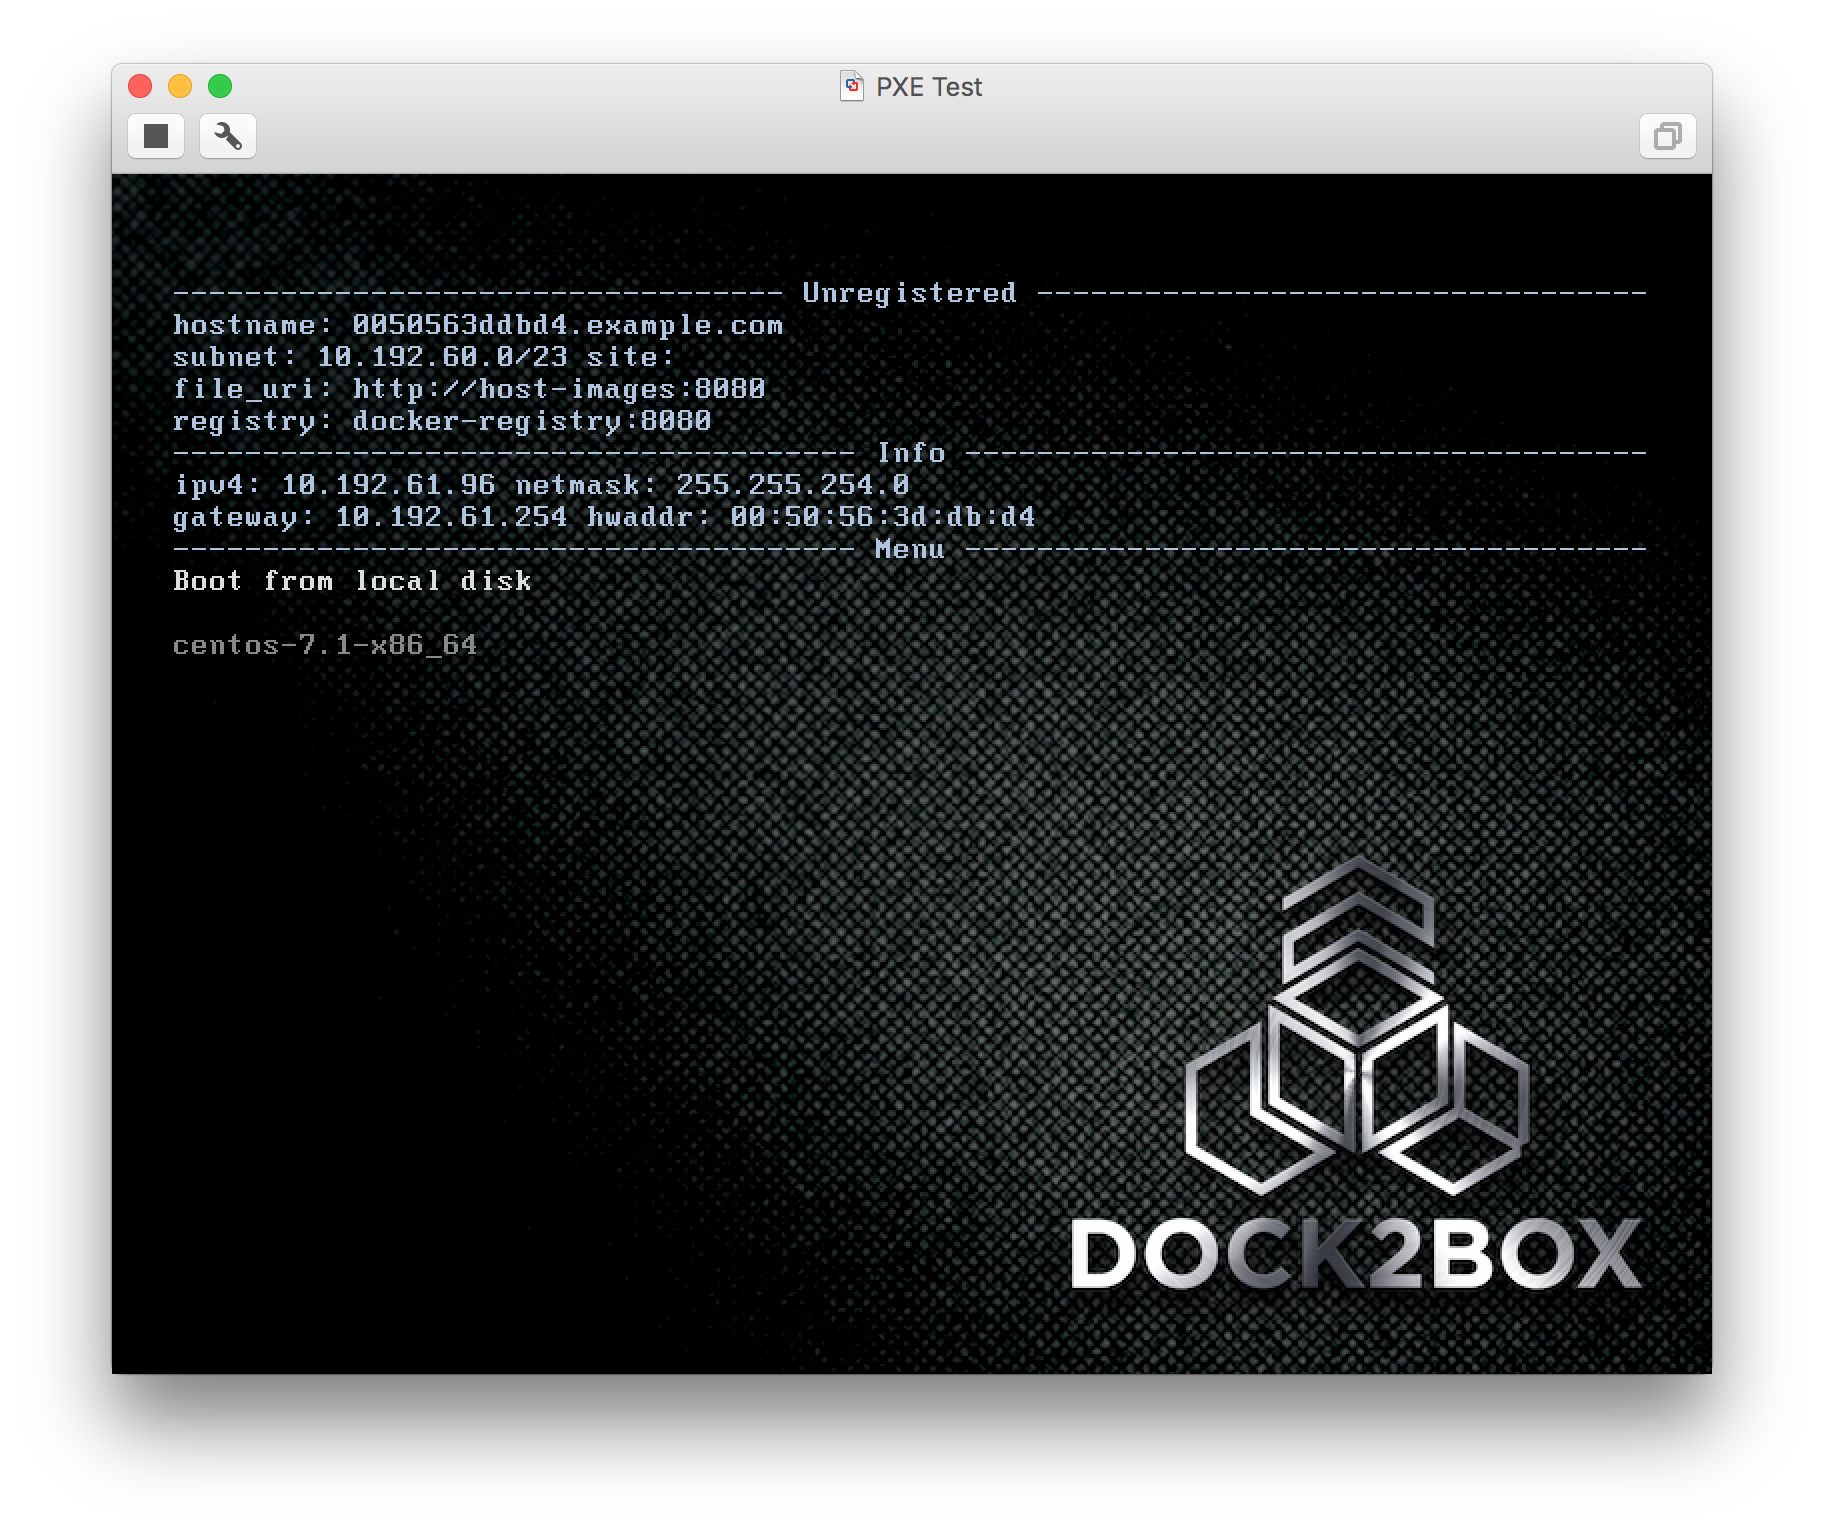 PXE Test
---------------------------------- Unregistered ----------------------------------
hostname: 0050563ddbd4.example.com
subnet: 10.192.60.0/23 site:
file_uri: http://host-images:8080
registry: docker-registry:8080
-------------------------------------- Info --------------------------------------
ipv4: 10.192.61.96 netmask: 255.255.254.0
gateway: 10.192.61.254 hwaddr: 00:50:56:3d:db:d4
-------------------------------------- Menu --------------------------------------
Boot from local disk
centos-7.1-x86_64
DOCK2BOX